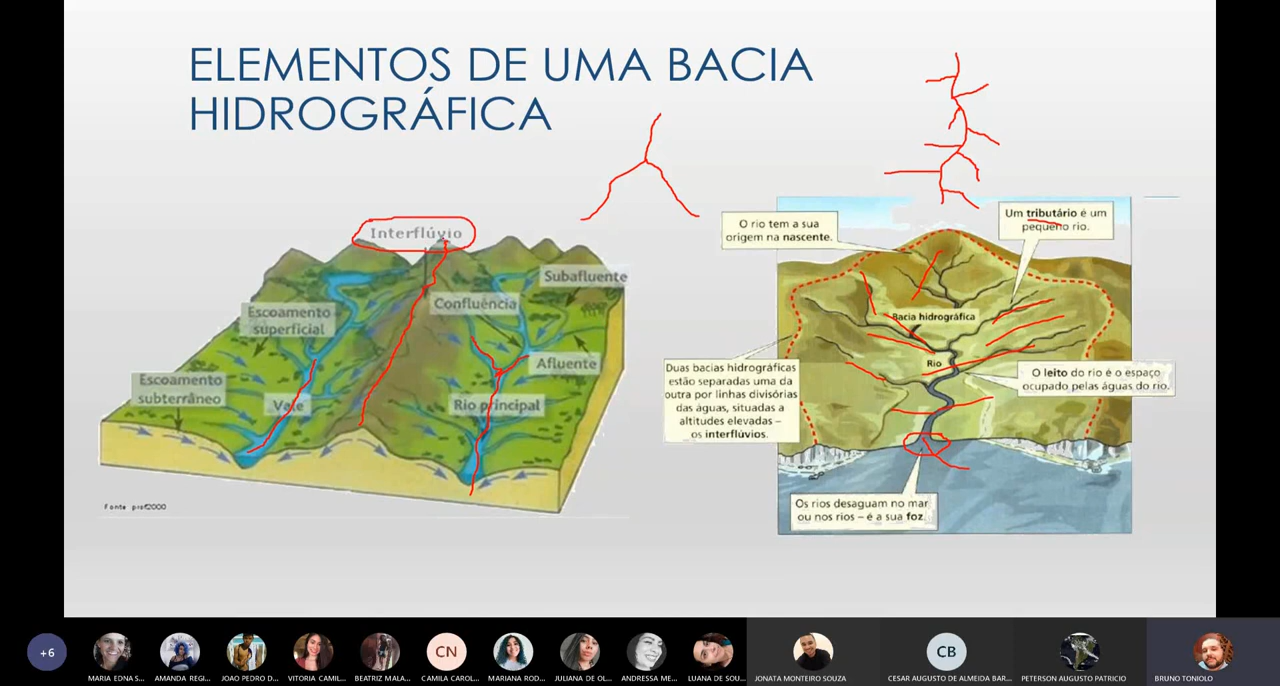 ELEMENTOS DE UMA BACIA
HIDROGRÁFICA
Interflúvio
Subafluente
Confluência
Escoamento
superficial
Afluente
Escoamento
subterrâneo
Vale
Rio principal
Fonte prof2000
O rio tem a sua
origem na nascente.
Um tributário é um
pequeno rio.
Bacia hidrográfica
Rio
Duas bacias hidrográficas
estão separadas uma da
outra por linhas divisórias
das águas, situadas a
altitudes elevadas –
os interflúvios.
O leito do rio é o espaço
ocupado pelas águas do rio.
Os rios desaguam no mar
ou nos rios – é a sua foz.
+6
MARIA EDNA S...
AMANDA REGI...
JOAO PEDRO D...
VITORIA CAMIL...
BEATRIZ MALA...
CN
CAMILA CAROL...
MARIANA ROD...
JULIANA DE OL...
ANDRESSA ME...
LUANA DE SOU...
JONATA MONTEIRO SOUZA
CB
CESAR AUGUSTO DE ALMEIDA BAR...
PETERSON AUGUSTO PATRICIO
BRUNO TONIOLO